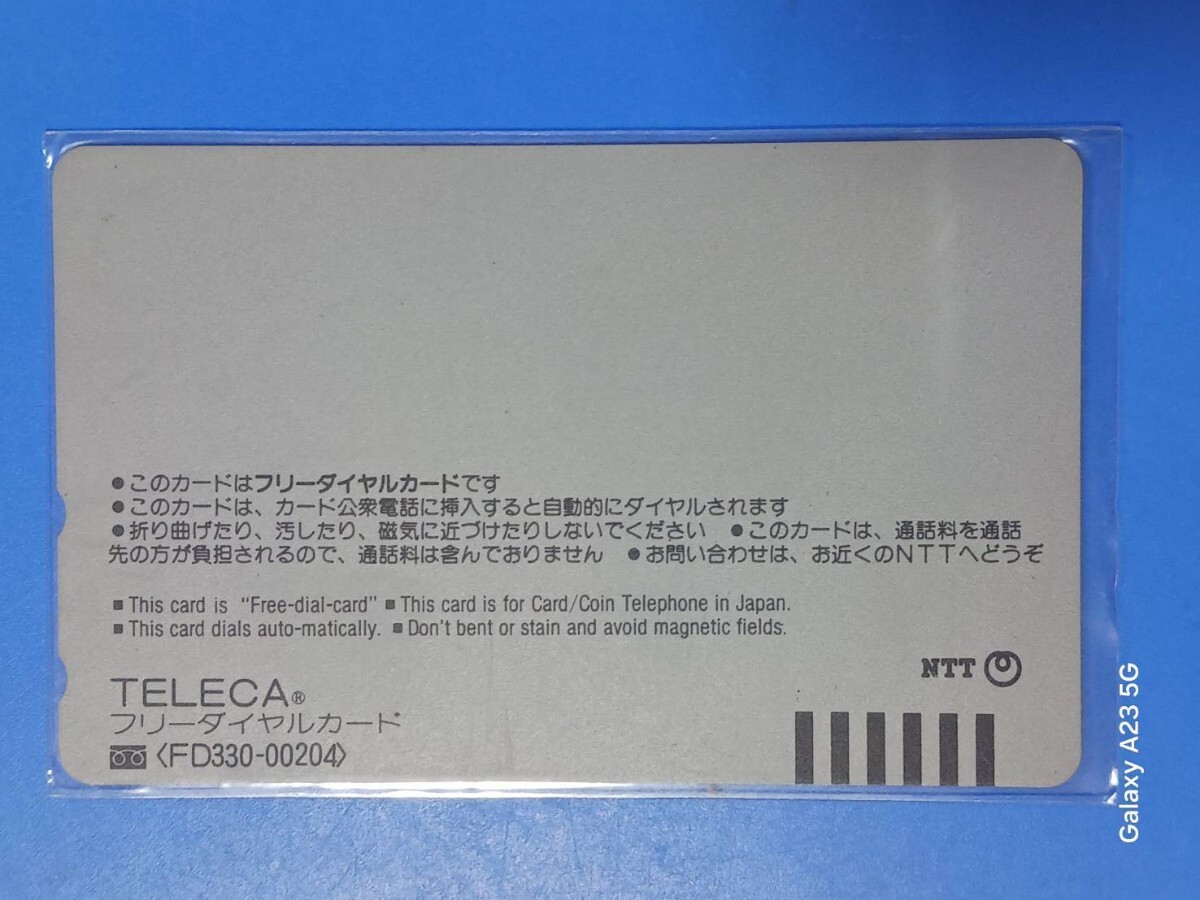 ●このカードはフリーダイヤルカードです
●このカードは、カード公衆電話に挿入すると自動的にダイヤルされます
●折り曲げたり、汚したり、磁気に近づけたりしないでください ●このカードは、通話料を通話
先の方が負担されるので、通話料は含んでおりません ●お問い合わせは、お近くのNTTへどうぞ
■This card is "Free-dial-card" ■This card is for Card/Coin Telephone in Japan.
■This card dials auto-matically. ■Don't bent or stain and avoid magnetic fields.
NTT
TELECA®
フリーダイヤルカード
〈FD330-00204〉
Galaxy A23 5G